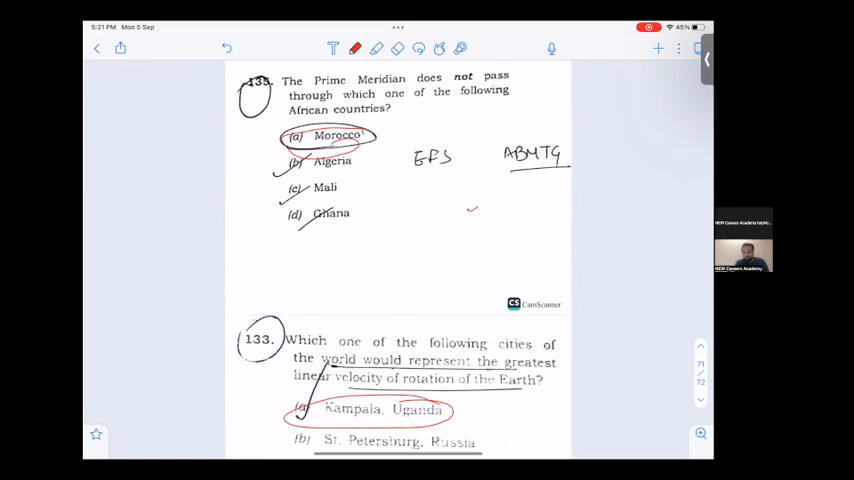 5:21 PM Mon 5 Sep
45%
135. The Prime Meridian does not pass
through which one of the following
African countries?
(a) Morocco
(b) Algeria
EFS
ABMTG
(c) Mali
(d) Ghana
CS CamScanner
133. Which one of the following cities of
the world would represent the greatest
linear velocity of rotation of the Earth?
(a) Kampala, Uganda
(b) St. Petersburg, Russia
71
72
NEW Careers Academy